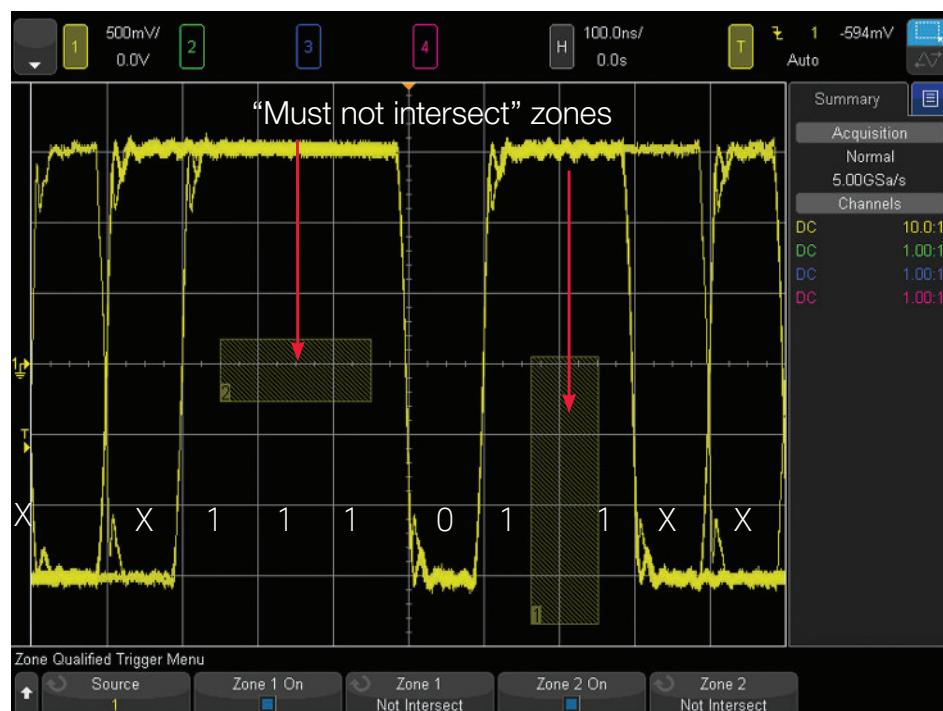 1 500mV/ 2 3 4 H 100.0ns/ T 1 -594mV
0.0V 0.0s Auto
Summary
"Must not intersect" zones
Acquisition
Normal
5.00GSa/s
Channels
DC 10.0:1
DC 1.00:1
DC 1.00:1
DC 1.00:1
1
2
T
X X 1 1 1 0 1 1 X X
1
Zone Qualified Trigger Menu
Source Zone 1 On Zone 1 Zone 2 On Zone 2
1 Not Intersect Not Intersect